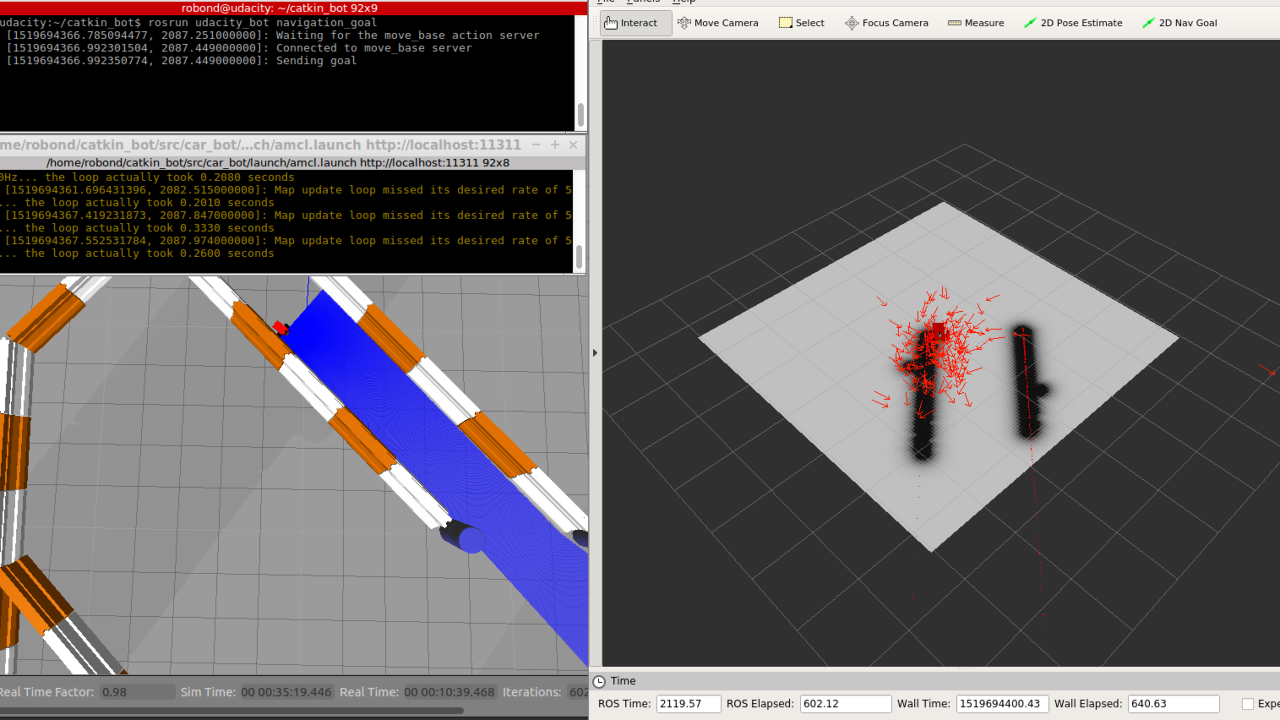 robond@udacity: ~/catkin_bot 92x9
udacity:~/catkin_bot$ rosrun udacity_bot navigation_goal
[1519694366.785094477, 2087.251000000]: Waiting for the move_base action server
[1519694366.992301504, 2087.449000000]: Connected to move_base server
[1519694366.992350774, 2087.449000000]: Sending goal
me/robond/catkin_bot/src/car_bot/...ch/amcl.launch http://localhost:11311
/home/robond/catkin_bot/src/car_bot/launch/amcl.launch http://localhost:11311 92x8
0Hz... the loop actually took 0.2080 seconds
[1519694361.696431396, 2082.515000000]: Map update loop missed its desired rate of 5
... the loop actually took 0.2010 seconds
[1519694367.419231873, 2087.847000000]: Map update loop missed its desired rate of 5
... the loop actually took 0.3330 seconds
[1519694367.552531784, 2087.974000000]: Map update loop missed its desired rate of 5
... the loop actually took 0.2600 seconds
Real Time Factor: 0.98 Sim Time: 00 00:35:19.446 Real Time: 00 00:10:39.468 Iterations: 602
Interact Move Camera Select Focus Camera Measure 2D Pose Estimate 2D Nav Goal
Time
ROS Time: 2119.57 ROS Elapsed: 602.12 Wall Time: 1519694400.43 Wall Elapsed: 640.63 Expe